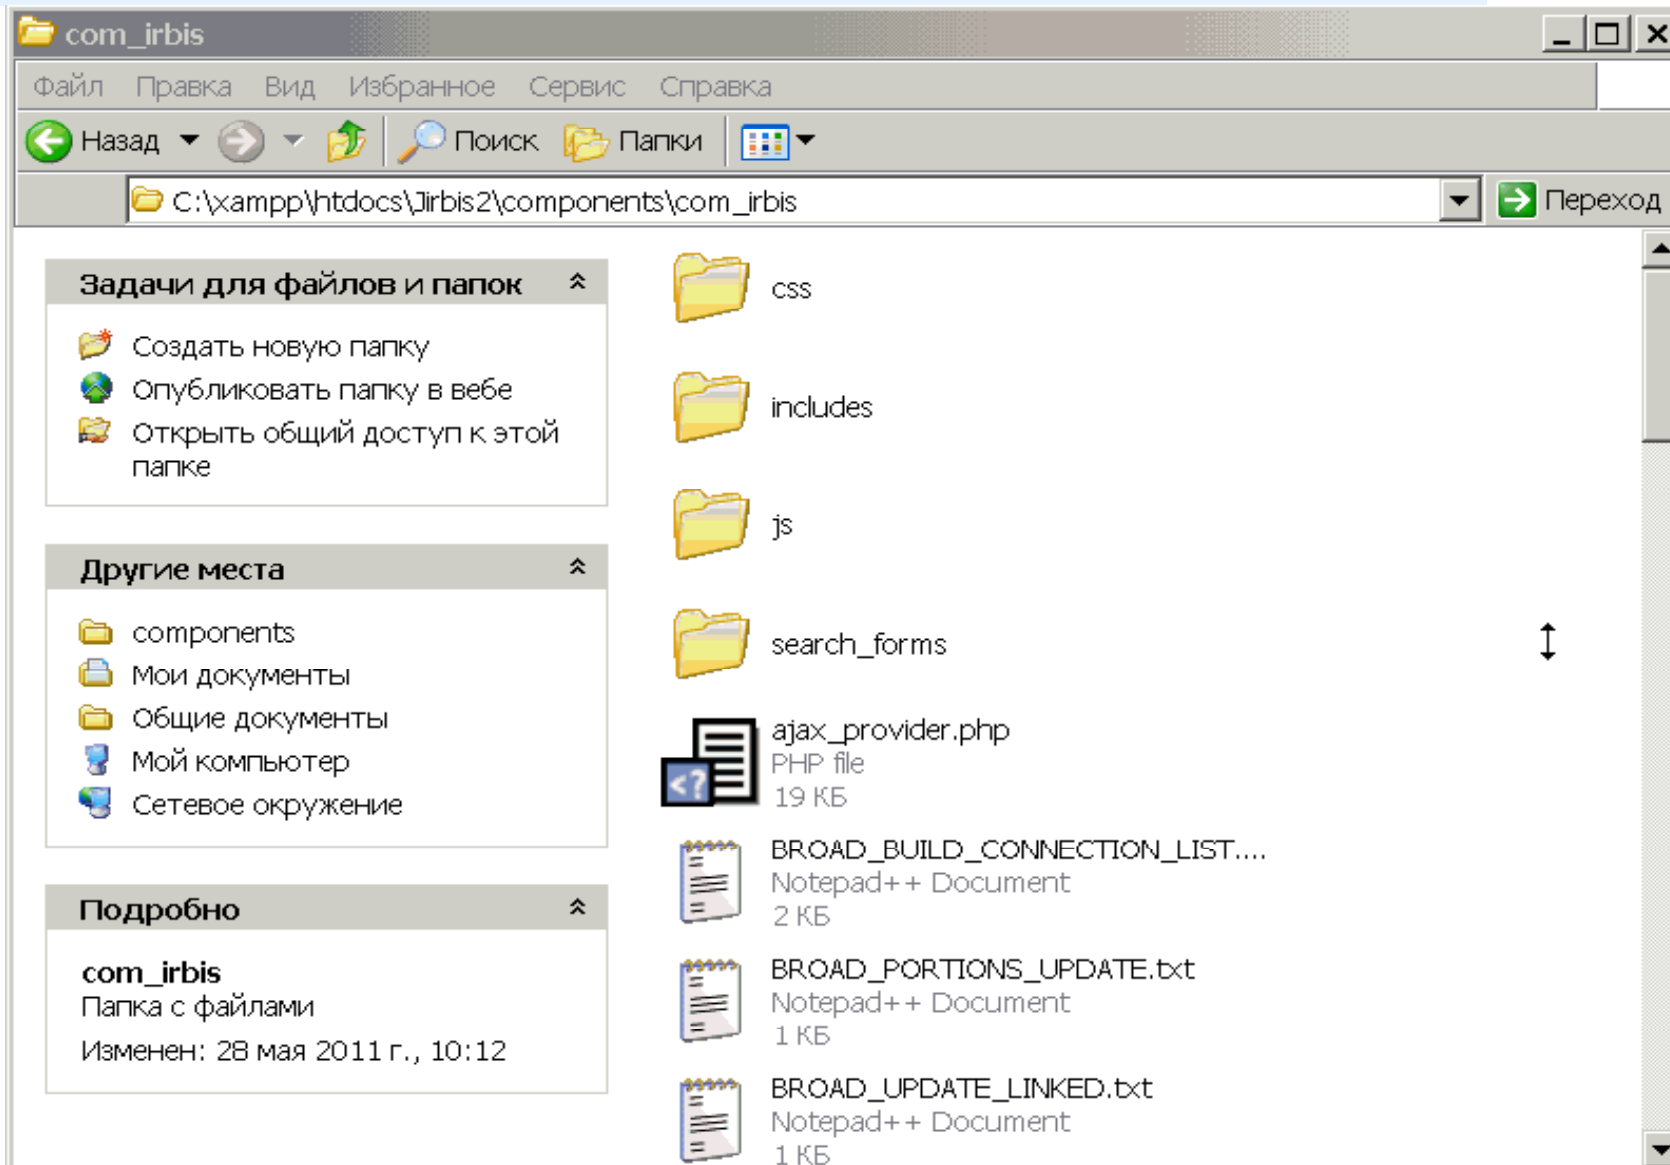 com_irbis
Файл Правка Вид Избранное Сервис Справка
Назад Поиск Папки
C:\xampp\htdocs\Jirbis2\components\com_irbis Переход
Задачи для файлов и папок
Создать новую папку
Опубликовать папку в вебе
Открыть общий доступ к этой
папке
Другие места
components
Мои документы
Общие документы
Мой компьютер
Сетевое окружение
Подробно
com_irbis
Папка с файлами
Изменен: 28 мая 2011 г., 10:12
css
includes
js
search_forms
ajax_provider.php
PHP file
19 КБ
BROAD_BUILD_CONNECTION_LIST....
Notepad++ Document
2 КБ
BROAD_PORTIONS_UPDATE.txt
Notepad++ Document
1 КБ
BROAD_UPDATE_LINKED.txt
Notepad++ Document
1 КБ